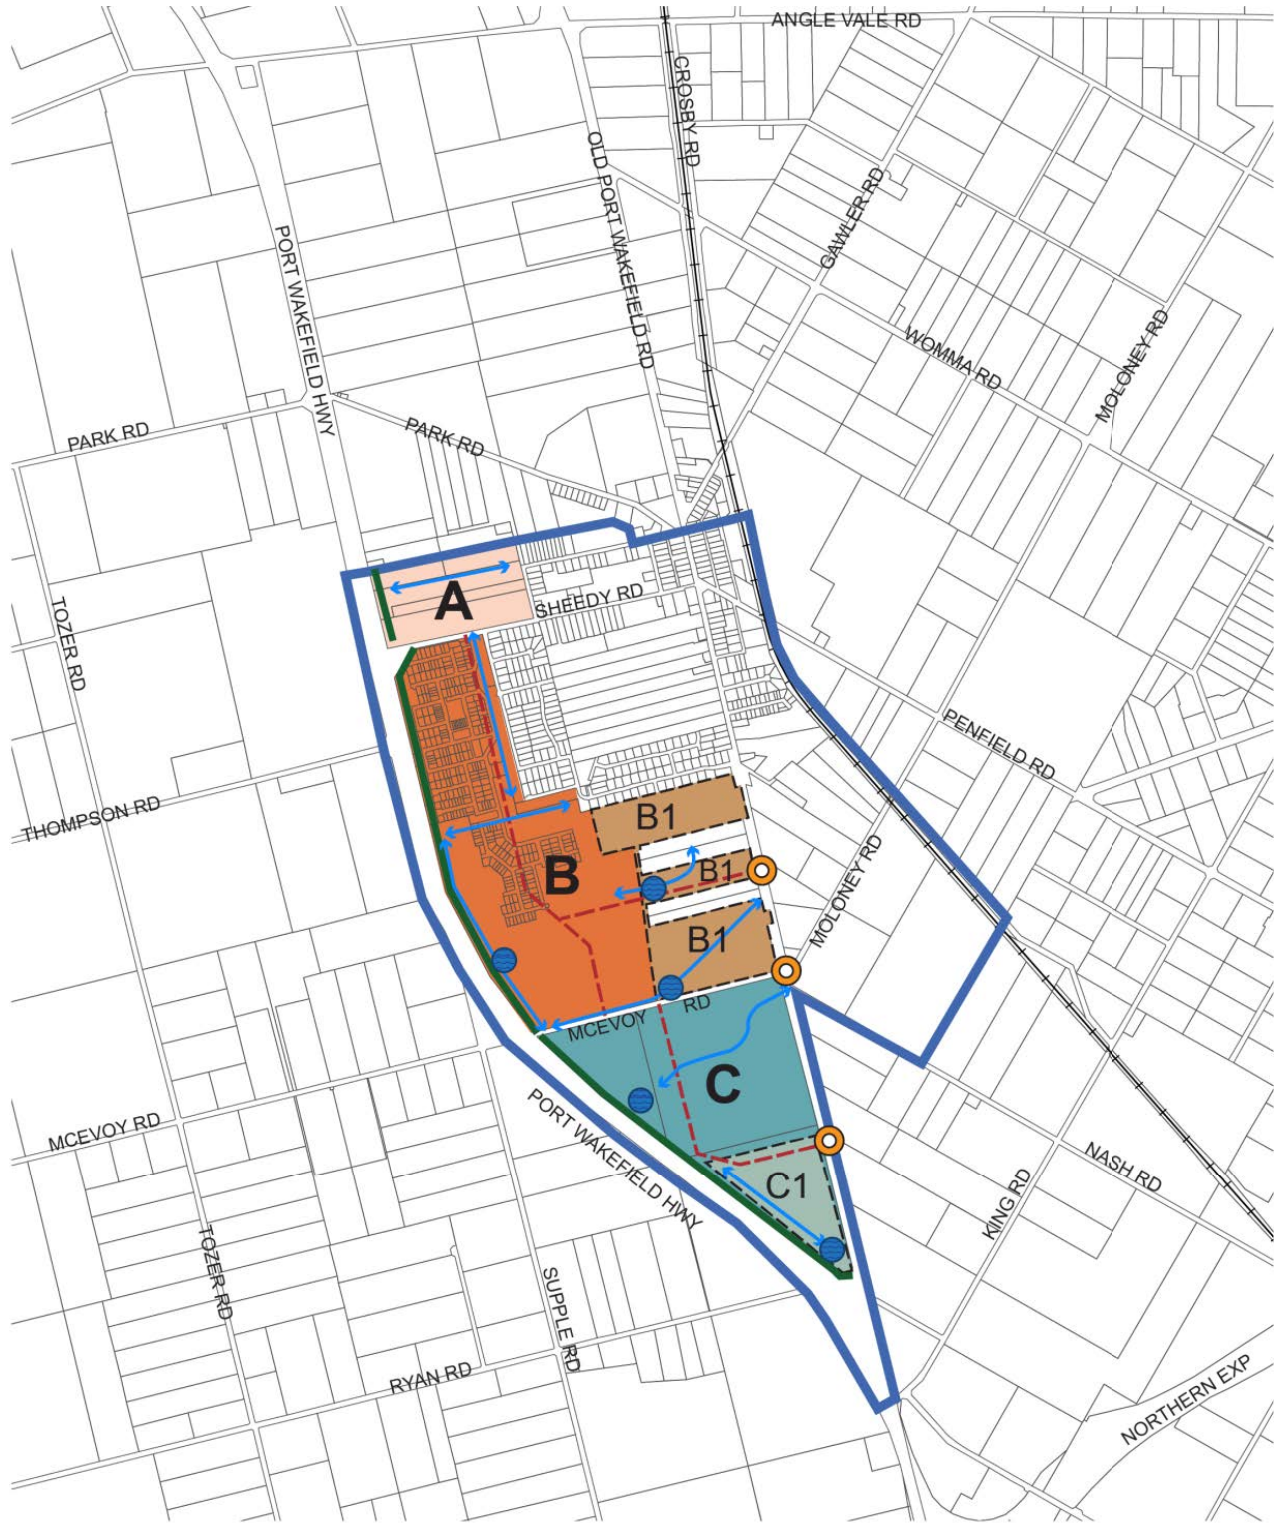 ANGLE VALE RD
CROSBY RD
OLD PORT WAKEFIELD RD
GAWLER RD
PORT WAKEFIELD HWY
WOMMA RD
MOLONEY RD
PARK RD
PARK RD
A
SHEEDY RD
TOZER RD
PENFIELD RD
THOMPSON RD
B1
B
B1
MOLONEY RD
B1
MCEVOY RD
C
MCEVOY RD
PORT WAKEFIELD HWY
NASH RD
C1
KING RD
TOZER RD
SUPPLE RD
RYAN RD
NORTHERN EXP